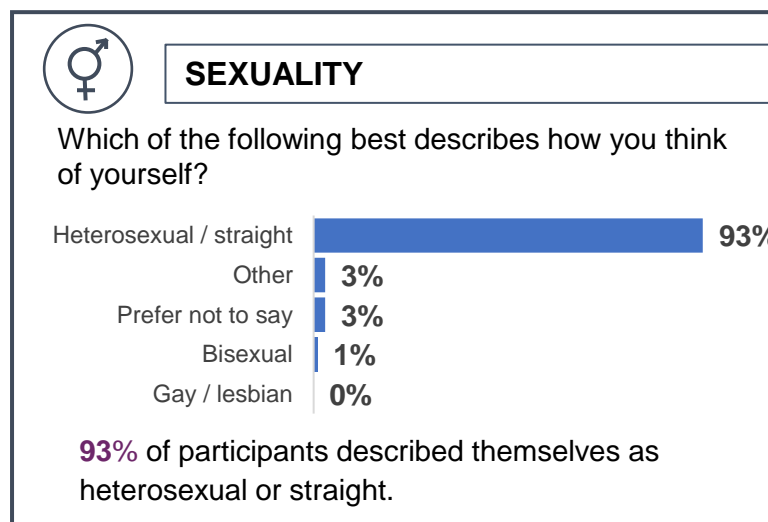 SEXUALITY
Which of the following best describes how you think
of yourself?
Heterosexual / straight 93%
Other 3%
Prefer not to say 3%
Bisexual 1%
Gay / lesbian 0%
93% of participants described themselves as
heterosexual or straight.